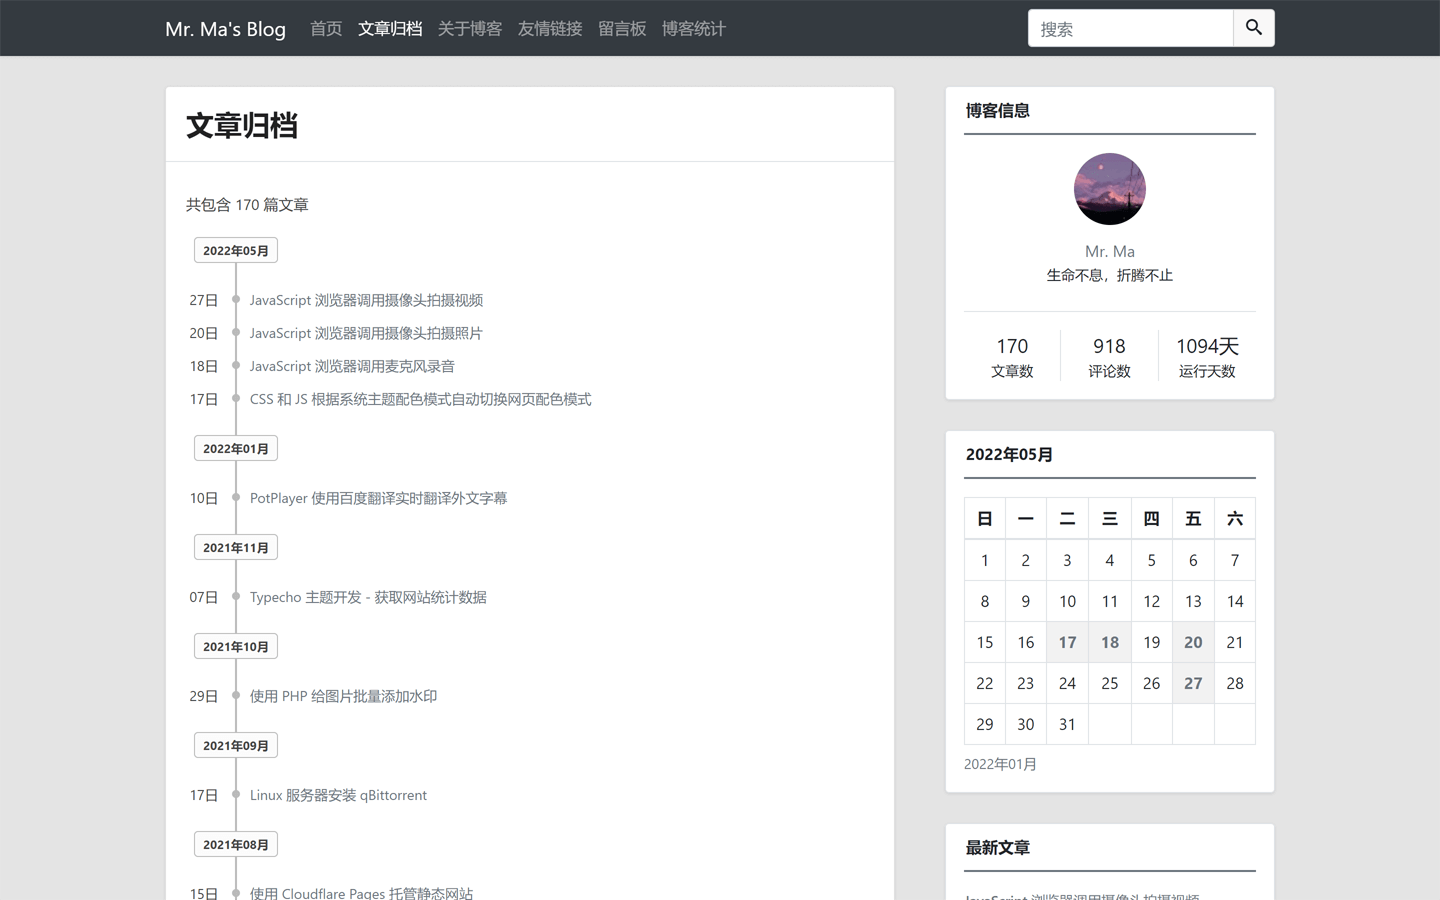 Mr. Ma's Blog 首页 文章归档 关于博客 友情链接 留言板 博客统计 搜索
文章归档
共包含 170 篇文章
2022年05月
27日 JavaScript 浏览器调用摄像头拍摄视频
20日 JavaScript 浏览器调用摄像头拍摄照片
18日 JavaScript 浏览器调用麦克风录音
17日 CSS 和 JS 根据系统主题配色模式自动切换网页配色模式
2022年01月
10日 PotPlayer 使用百度翻译实时翻译外文字幕
2021年11月
07日 Typecho 主题开发 - 获取网站统计数据
2021年10月
29日 使用 PHP 给图片批量添加水印
2021年09月
17日 Linux 服务器安装 qBittorrent
2021年08月
15日 使用 Cloudflare Pages 托管静态网站
博客信息
Mr. Ma
生命不息，折腾不止
170 918 1094天
文章数 评论数 运行天数
2022年05月
日 一 二 三 四 五 六
1 2 3 4 5 6 7
8 9 10 11 12 13 14
15 16 17 18 19 20 21
22 23 24 25 26 27 28
29 30 31
2022年01月
最新文章
JavaScript 浏览器调用摄像头拍摄视频